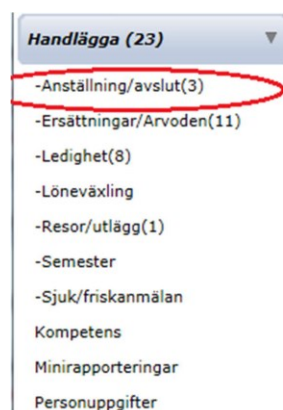 Handlägga (23)
-Anställning/avslut(3)
-Ersättningar/Arvoden(11)
-Ledighet(8)
-Löneväxling
-Resor/utlägg(1)
-Semester
-Sjuk/friskanmälan
Kompetens
Minirapporteringar
Personuppgifter